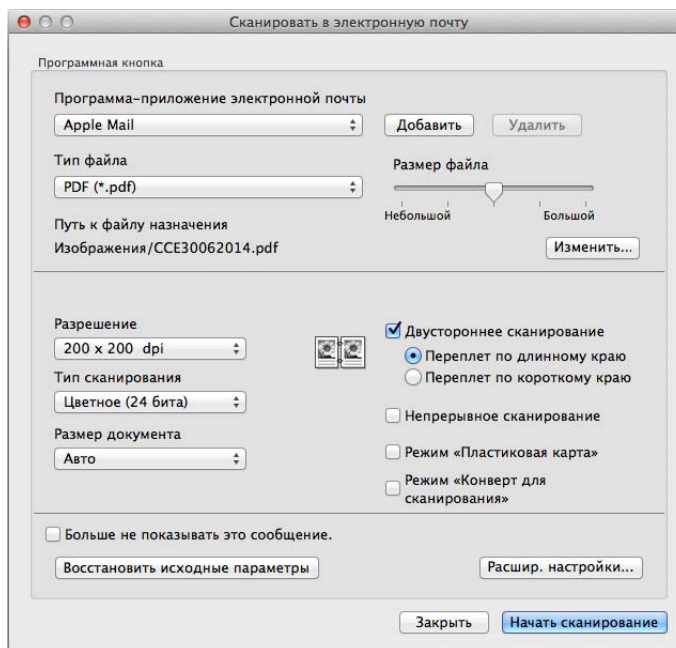 Сканировать в электронную почту
Программная кнопка
Программа-приложение электронной почты
Apple Mail
Добавить
Удалить
Тип файла
PDF (*.pdf)
Размер файла
Небольшой
Большой
Путь к файлу назначения
Изображения/CCE30062014.pdf
Изменить...
Разрешение
200 x 200 dpi
Тип сканирования
Цветное (24 бита)
Размер документа
Авто
Двустороннее сканирование
Переплет по длинному краю
Переплет по короткому краю
Непрерывное сканирование
Режим «Пластиковая карта»
Режим «Конверт для
сканирования»
Больше не показывать это сообщение.
Восстановить исходные параметры
Расшир. настройки...
Закрыть
Начать сканирование